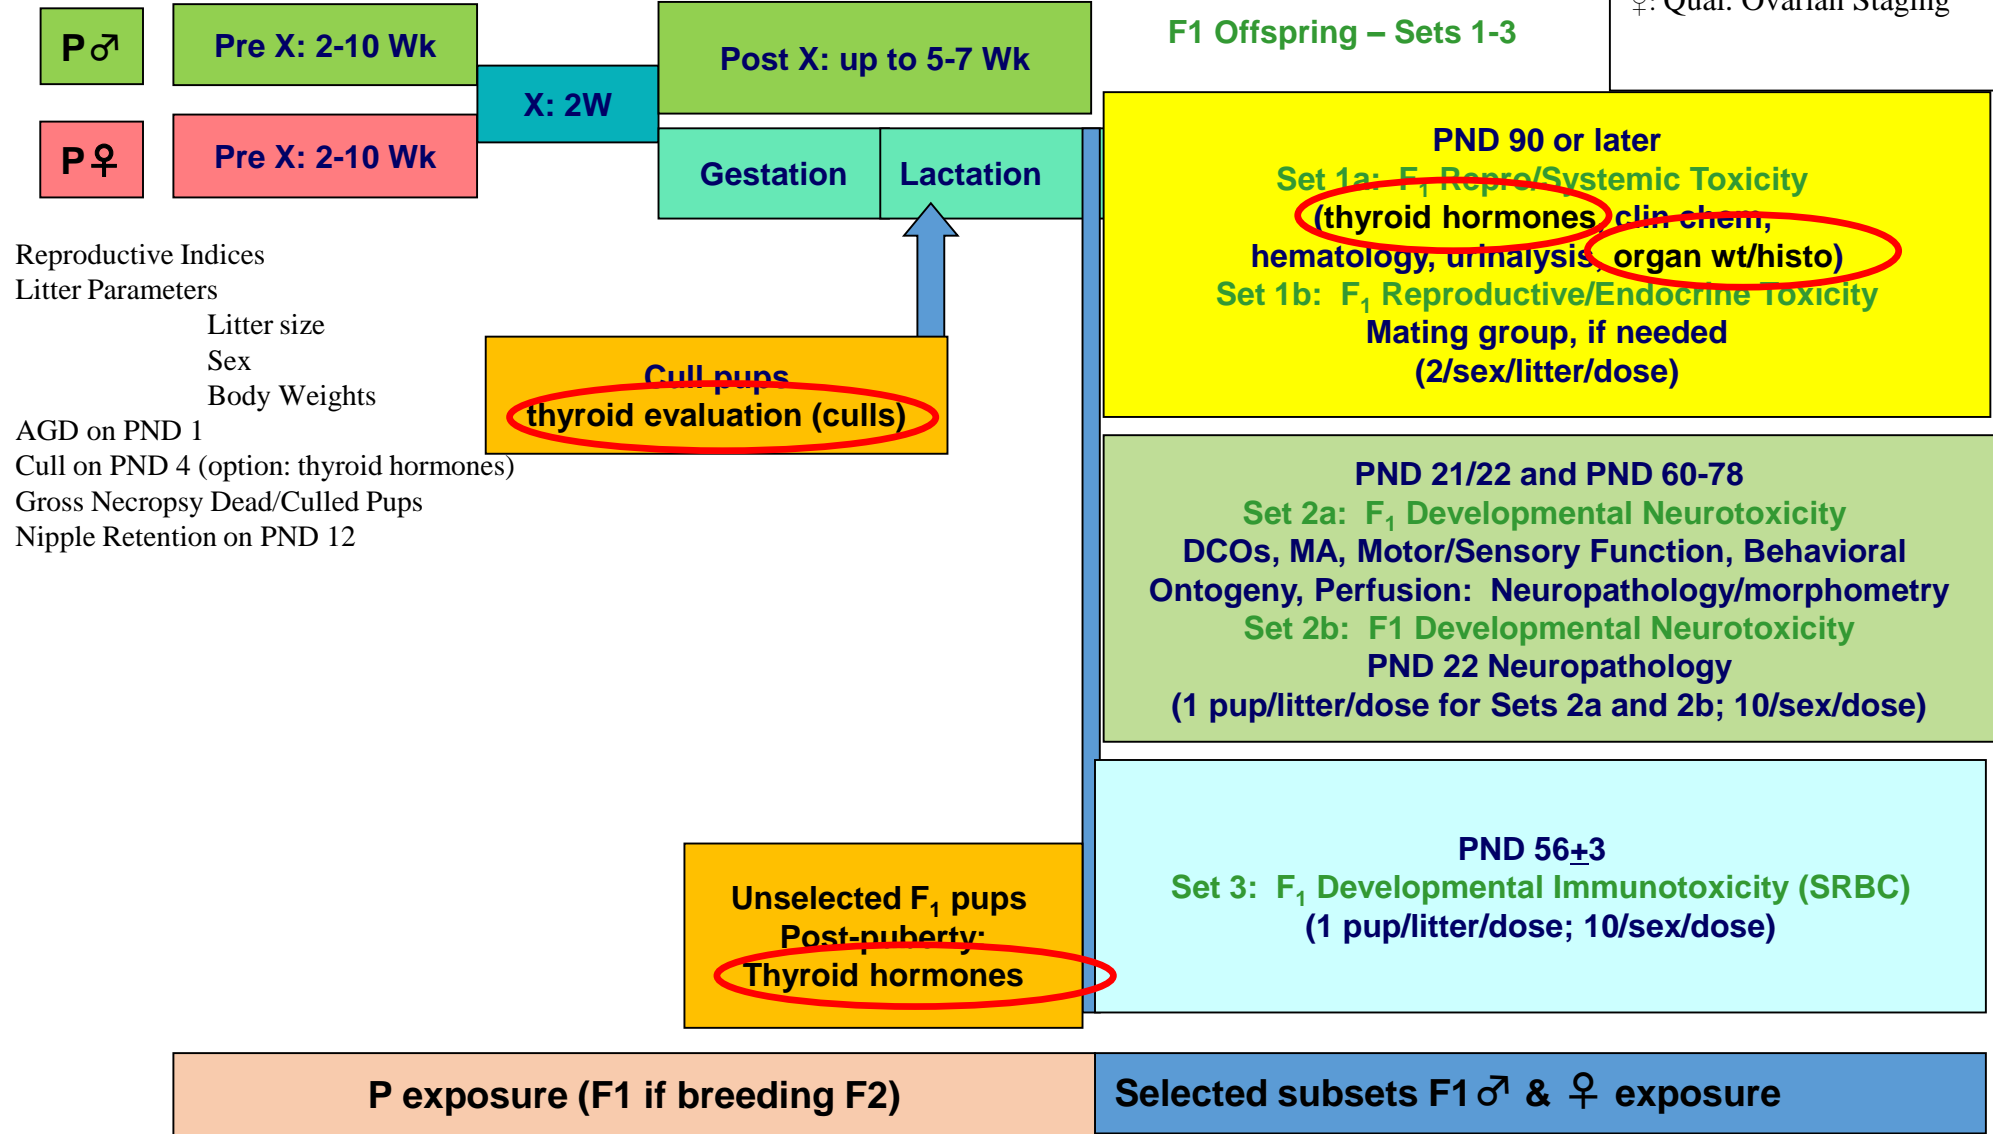 P♂
Pre X: 2-10 Wk
X: 2W
Post X: up to 5-7 Wk
F1 Offspring – Sets 1-3
♀: Qual. Ovarian Staging
P♀
Pre X: 2-10 Wk
Gestation
Lactation
Reproductive Indices
Litter Parameters
Litter size
Sex
Body Weights
AGD on PND 1
Cull on PND 4 (option: thyroid hormones)
Gross Necropsy Dead/Culled Pups
Nipple Retention on PND 12
Cull pups
thyroid evaluation (culls)
Unselected F1 pups
Post-puberty:
Thyroid hormones
PND 90 or later
Set 1a: F1 Repro/Systemic Toxicity
(thyroid hormones, clin chem,
hematology, urinalysis, organ wt/histo)
Set 1b: F1 Reproductive/Endocrine Toxicity
Mating group, if needed
(2/sex/litter/dose)
PND 21/22 and PND 60-78
Set 2a: F1 Developmental Neurotoxicity
DCOs, MA, Motor/Sensory Function, Behavioral
Ontogeny, Perfusion: Neuropathology/morphometry
Set 2b: F1 Developmental Neurotoxicity
PND 22 Neuropathology
(1 pup/litter/dose for Sets 2a and 2b; 10/sex/dose)
PND 56±3
Set 3: F1 Developmental Immunotoxicity (SRBC)
(1 pup/litter/dose; 10/sex/dose)
P exposure (F1 if breeding F2)
Selected subsets F1♂ & ♀ exposure